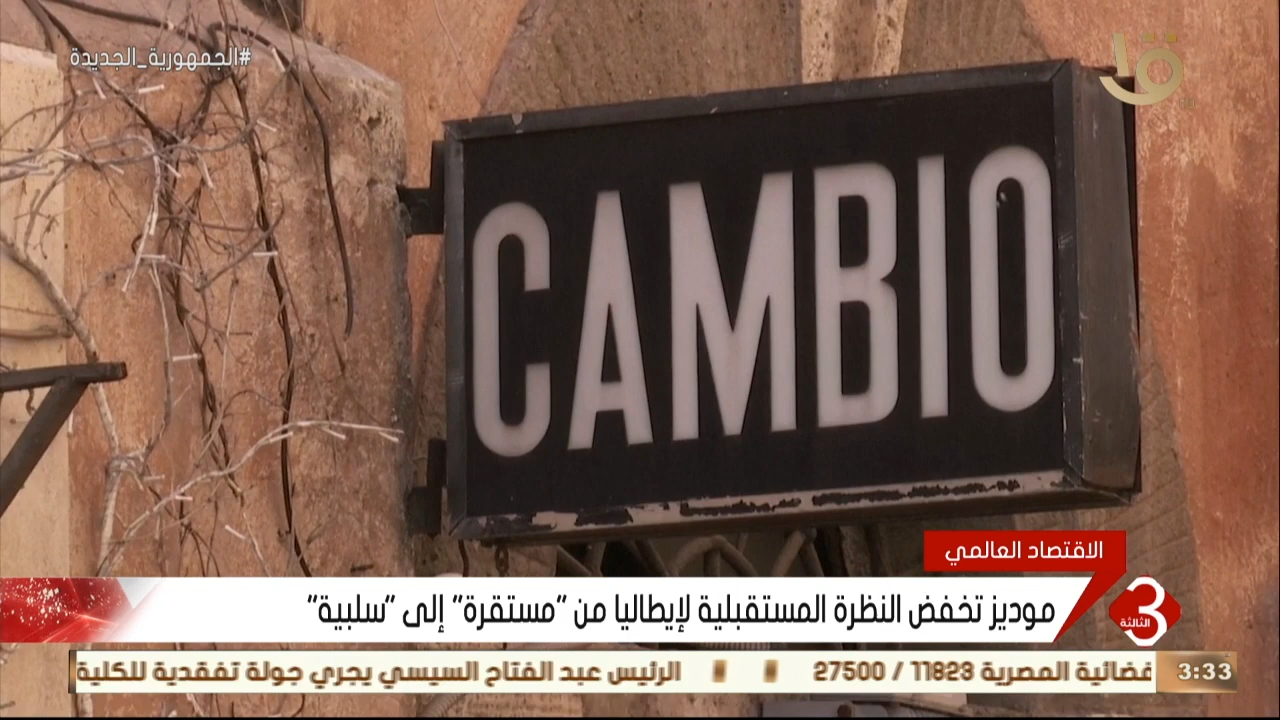 #الجمهورية_الجديدة
CAMBIO
الاقتصاد العالمي
موديز تخفض النظرة المستقبلية لإيطاليا من "مستقرة" إلى "سلبية"
3 الثالثة
3:33 فضائية المصرية 11823 / 27500 الرئيس عبد الفتاح السيسي يجري جولة تفقدية للكلية